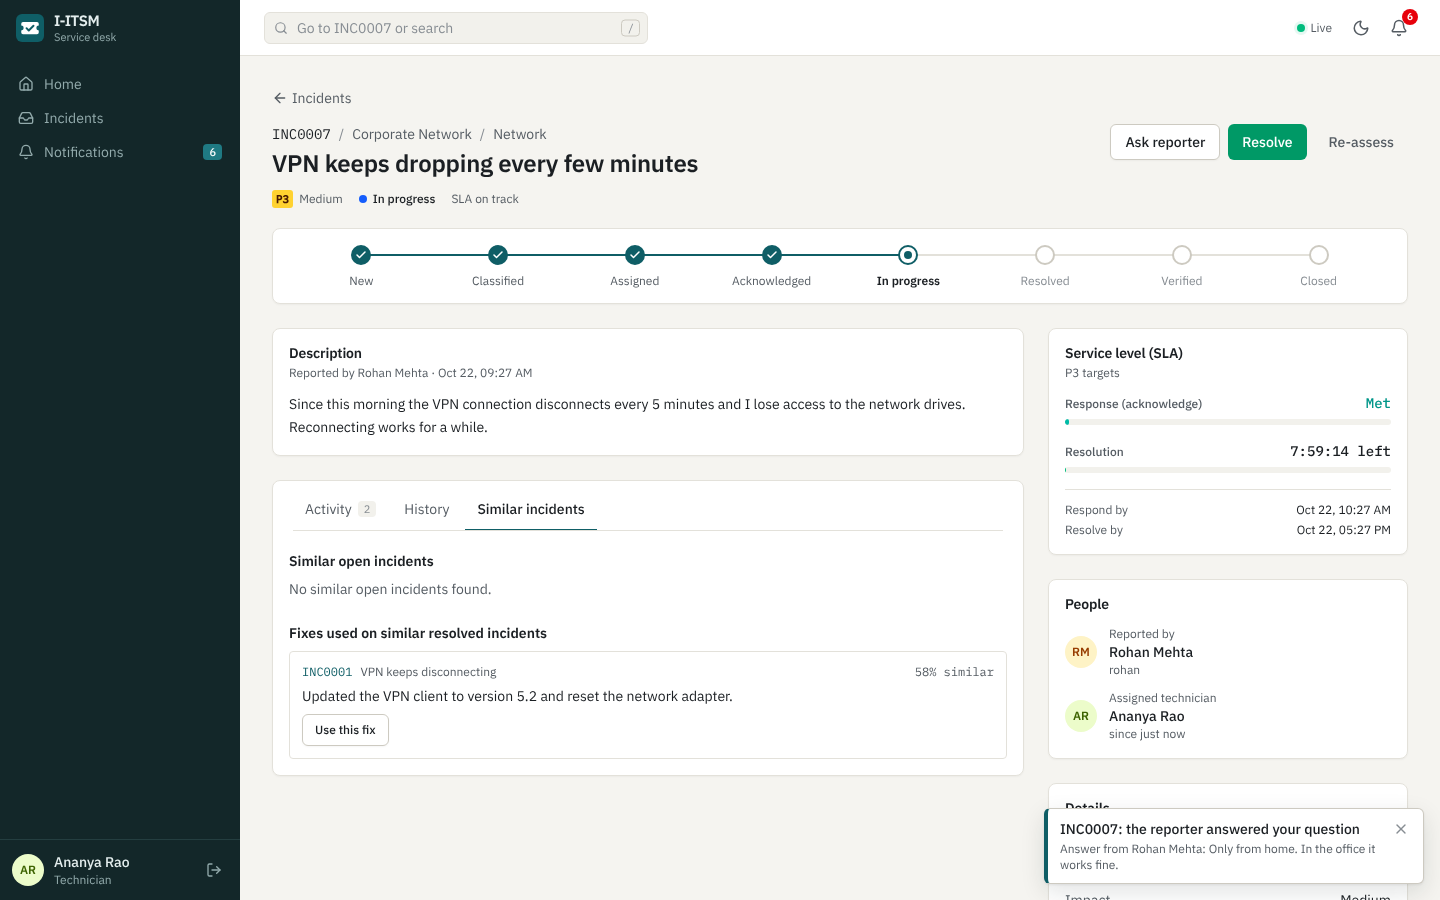 I-ITSM
Service desk
Home
Incidents
Notifications 6
Ananya Rao
AR
Technician
Go to INC0007 or search /
Live
6
Incidents
INC0007 / Corporate Network / Network
VPN keeps dropping every few minutes
P3 Medium In progress SLA on track
Ask reporter Resolve Re-assess
New Classified Assigned Acknowledged In progress Resolved Verified Closed
Description
Reported by Rohan Mehta · Oct 22, 09:27 AM
Since this morning the VPN connection disconnects every 5 minutes and I lose access to the network drives.
Reconnecting works for a while.
Activity 2 History Similar incidents
Similar open incidents
No similar open incidents found.
Fixes used on similar resolved incidents
INC0001 VPN keeps disconnecting 58% similar
Updated the VPN client to version 5.2 and reset the network adapter.
Use this fix
Service level (SLA)
P3 targets
Response (acknowledge) Met
Resolution 7:59:14 left
Respond by Oct 22, 10:27 AM
Resolve by Oct 22, 05:27 PM
People
Reported by
RM Rohan Mehta
rohan
Assigned technician
AR Ananya Rao
since just now
Details
INC0007: the reporter answered your question
Answer from Rohan Mehta: Only from home. In the office it
works fine.
Impact Medium